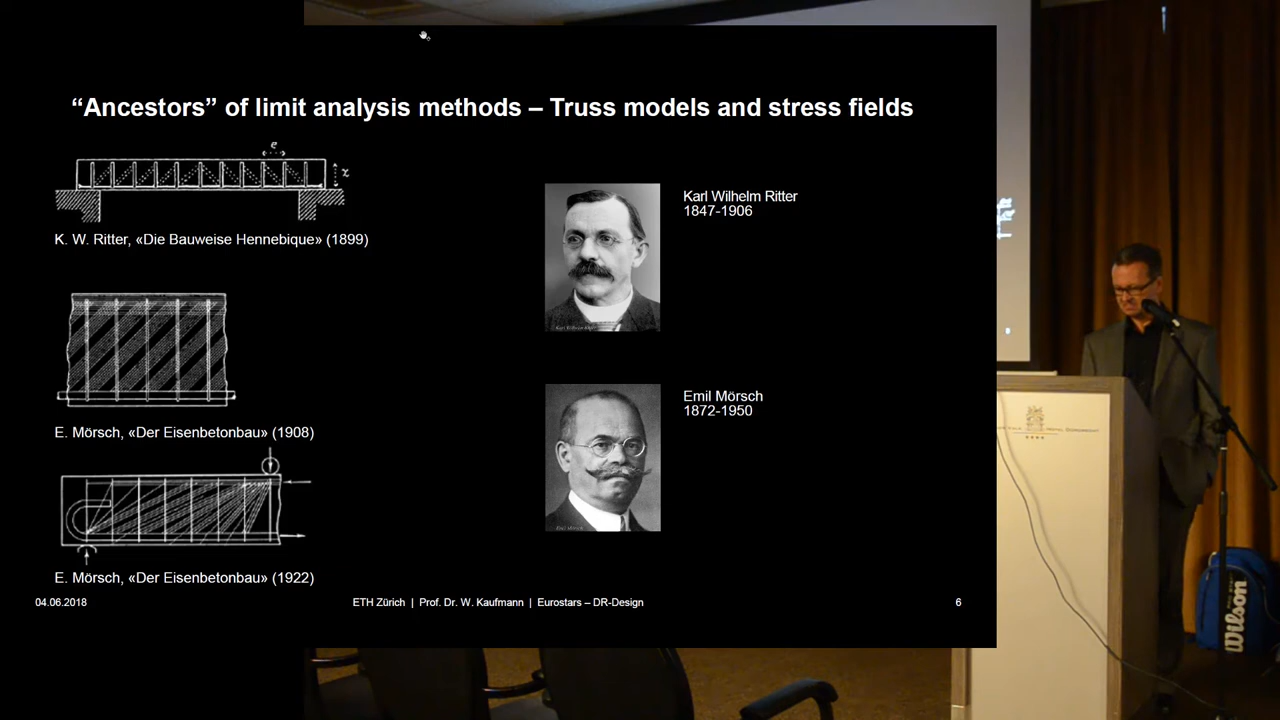 “Ancestors” of limit analysis methods – Truss models and stress fields
e
z
K. W. Ritter, «Die Bauweise Hennebique» (1899)
Karl Wilhelm Ritter
1847-1906
E. Mörsch, «Der Eisenbetonbau» (1908)
Emil Mörsch
1872-1950
E. Mörsch, «Der Eisenbetonbau» (1922)
04.06.2018
ETH Zürich | Prof. Dr. W. Kaufmann | Eurostars – DR-Design
6
Wilson